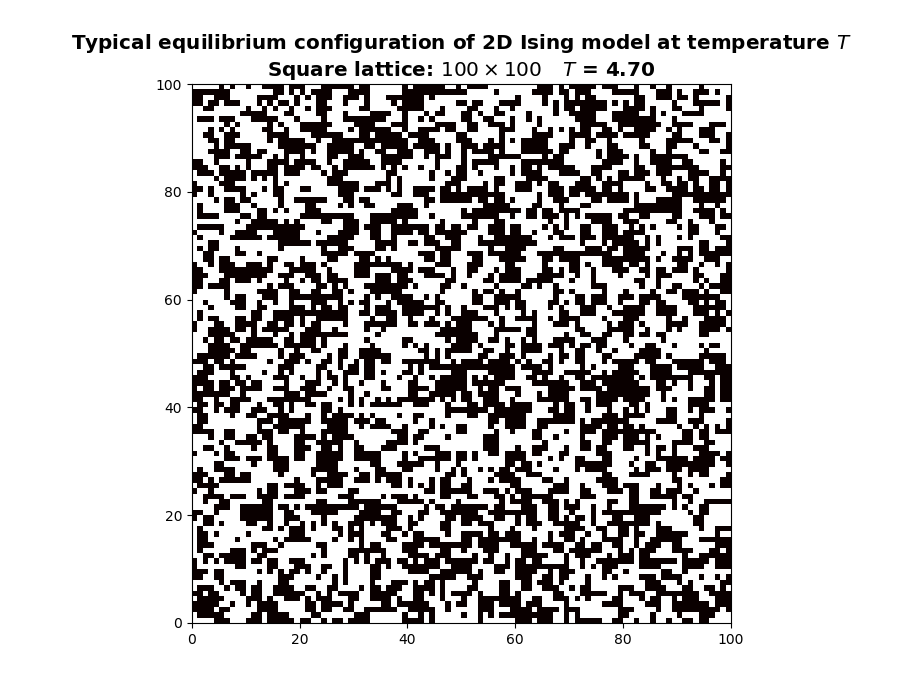 Typical equilibrium configuration of 2D Ising model at temperature T
Square lattice: 100 × 100 T = 4.70
100
80
60
40
20
0
0 20 40 60 80 100